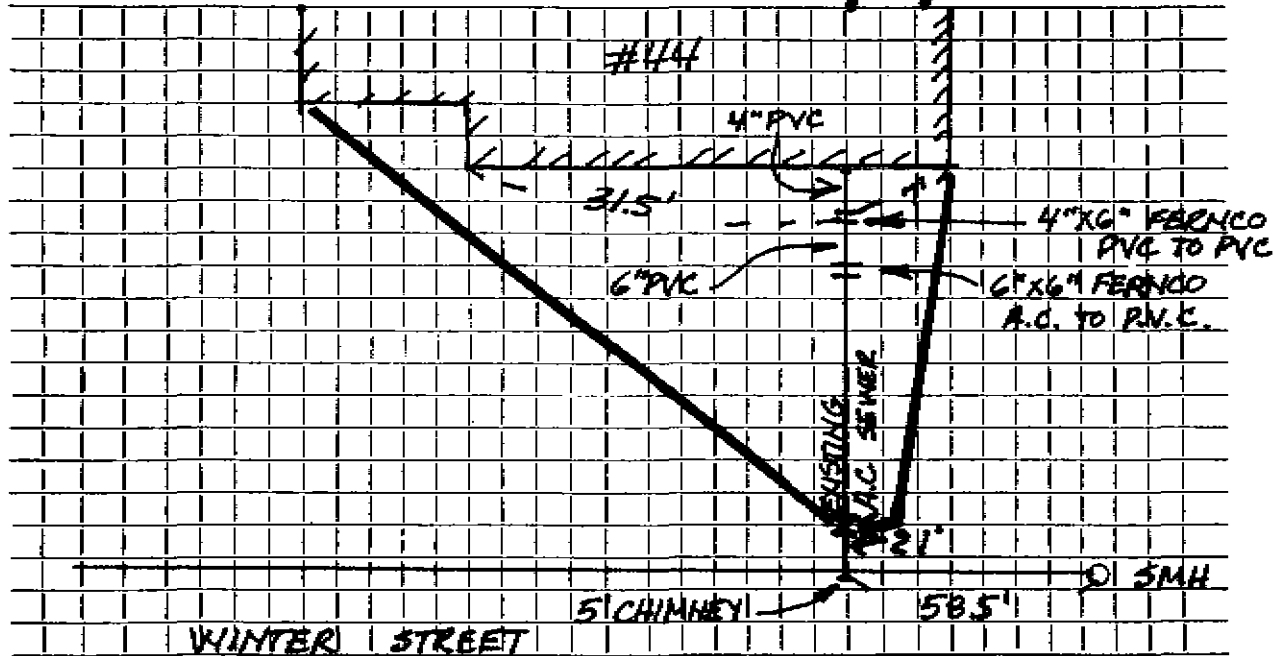 #44
4" PVC
31.5'
4"X6" FERNCO
PVC TO PVC
6" PVC
6"x6" FERNCO
A.C. TO P.V.C.
EXISTING
A.C. SEWER
21'
SMH
5' CHIMNEY
58.5'
WINTER STREET